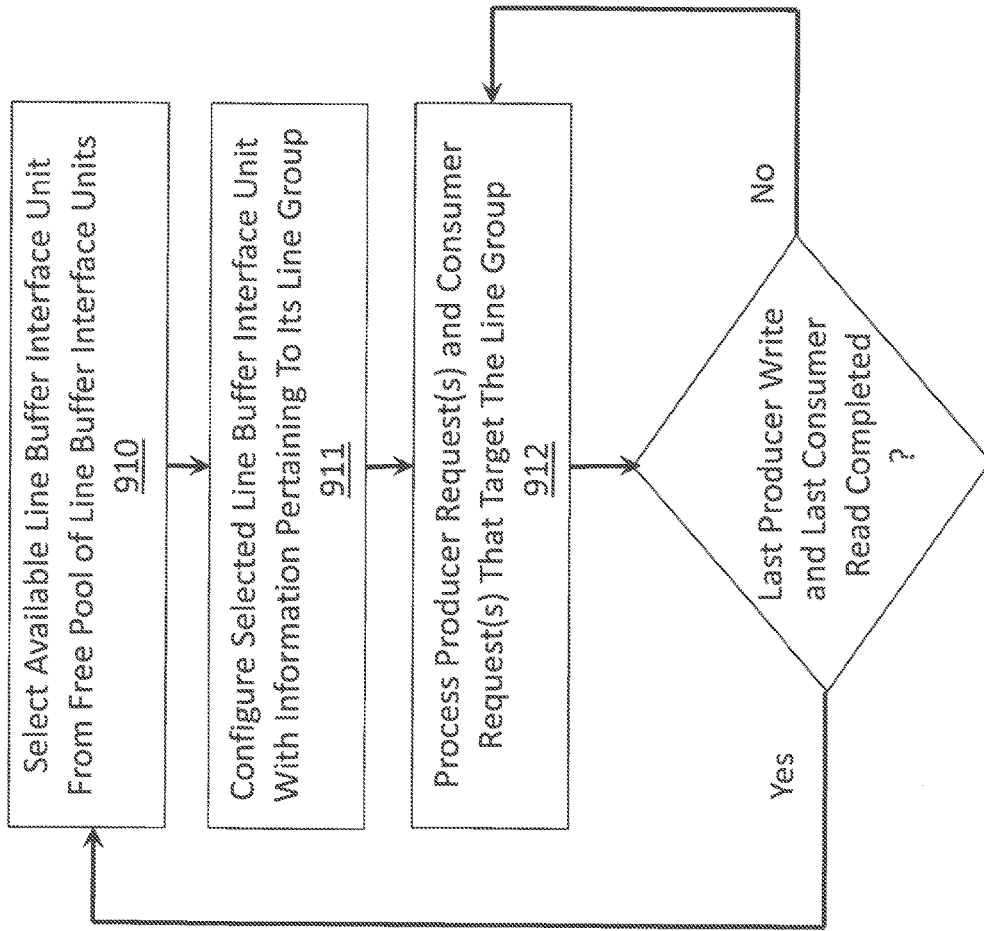 Select Available Line Buffer Interface Unit
From Free Pool of Line Buffer Interface Units
910
Configure Selected Line Buffer Interface Unit
With Information Pertaining To Its Line Group
911
Process Producer Request(s) and Consumer
Request(s) That Target The Line Group
912
Last Producer Write
and Last Consumer
Read Completed
?
Yes
No